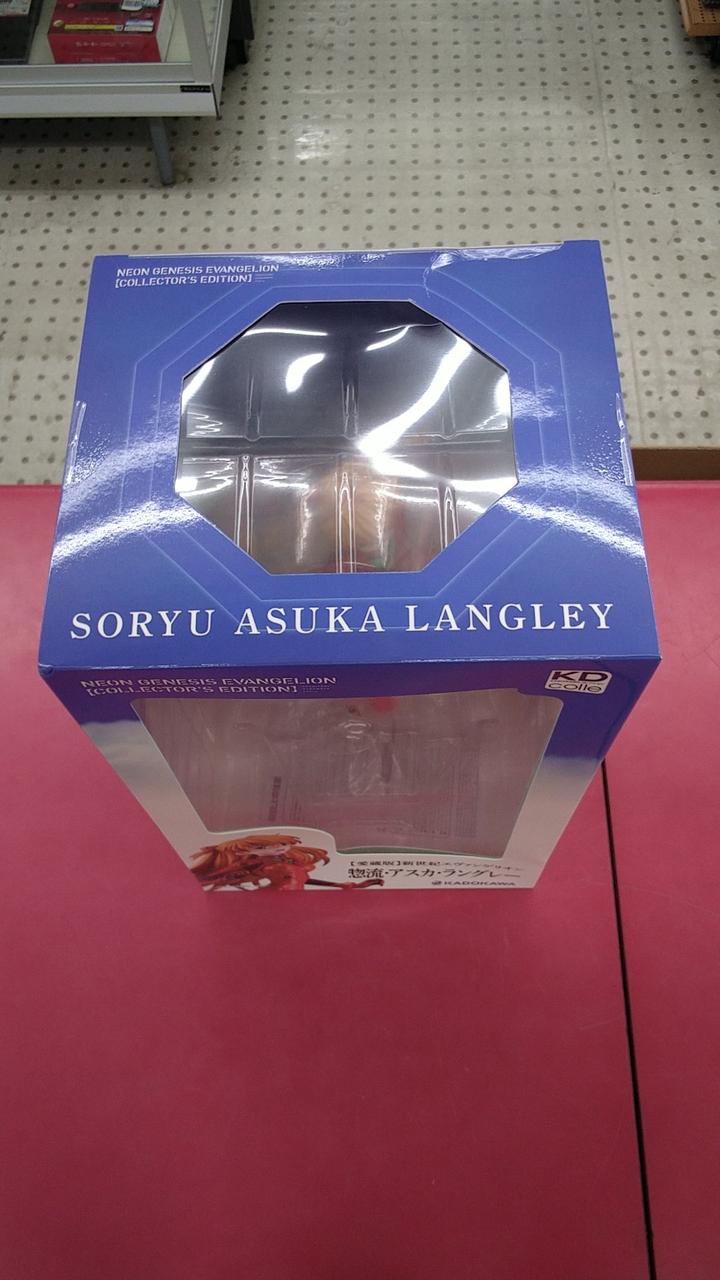 NEON GENESIS EVANGELION
[COLLECTOR'S EDITION]
SORYU ASUKA LANGLEY
NEON GENESIS EVANGELION
[COLLECTOR'S EDITION]
KD
colle
【愛蔵版】新世紀エヴァンゲリオン
惣流・アスカ・ラングレー
KADOKAWA